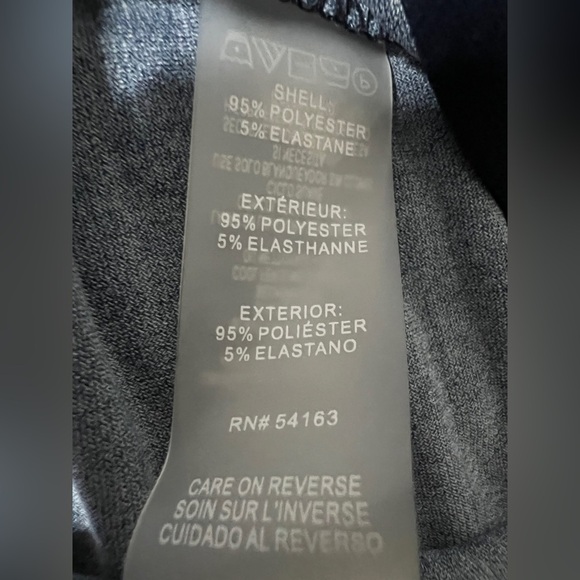 SHELL:
95% POLYESTER
5% ELASTANE
EXTÉRIEUR:
95% POLYESTER
5% ELASTHANNE
EXTERIOR:
95% POLIÉSTER
5% ELASTANO
RN# 54163
CARE ON REVERSE
SOIN SUR L'INVERSE
CUIDADO AL REVERSO